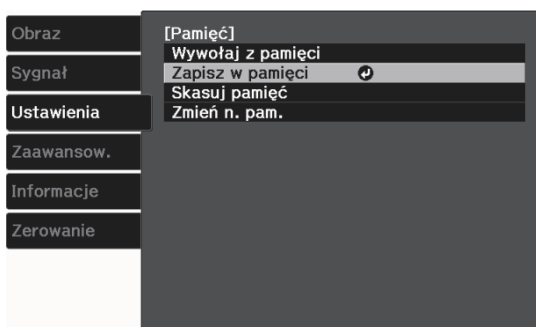 Obraz
Sygnał
Ustawienia
Zaawansow.
Informacje
Zerowanie
[Pamięć]
Wywołaj z pamięci
Zapisz w pamięci
Skasuj pamięć
Zmień n. pam.